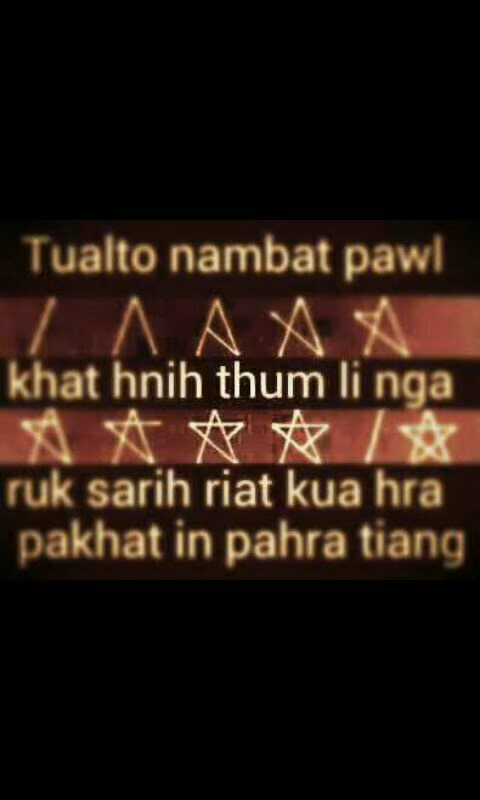 Tualto nambat pawl
khat hnih thum li nga
ruk sarih riat kua hra
pakhat in pahra tiang